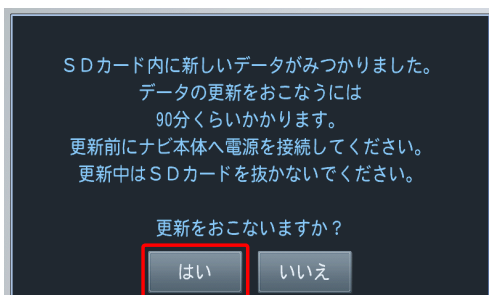 ＳＤカード内に新しいデータがみつかりました。
データの更新をおこなうには
90分くらいかかります。
更新前にナビ本体へ電源を接続してください。
更新中はＳＤカードを抜かないでください。
更新をおこないますか？
はい
いいえ